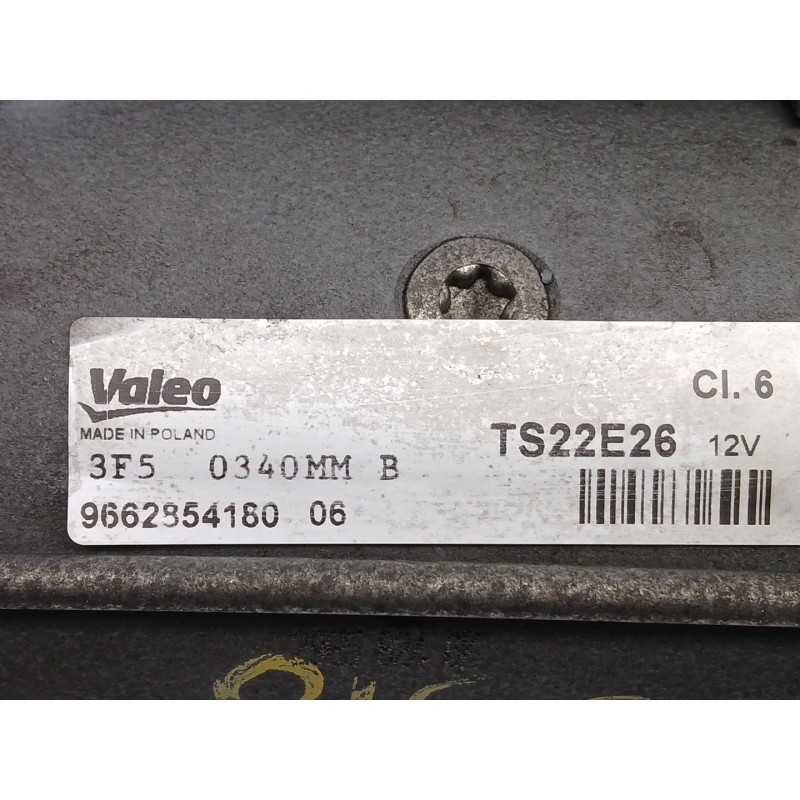 Valeo
MADE IN POLAND
Cl. 6
TS22E26 12V
3F5 0340MM B
9662854180 06